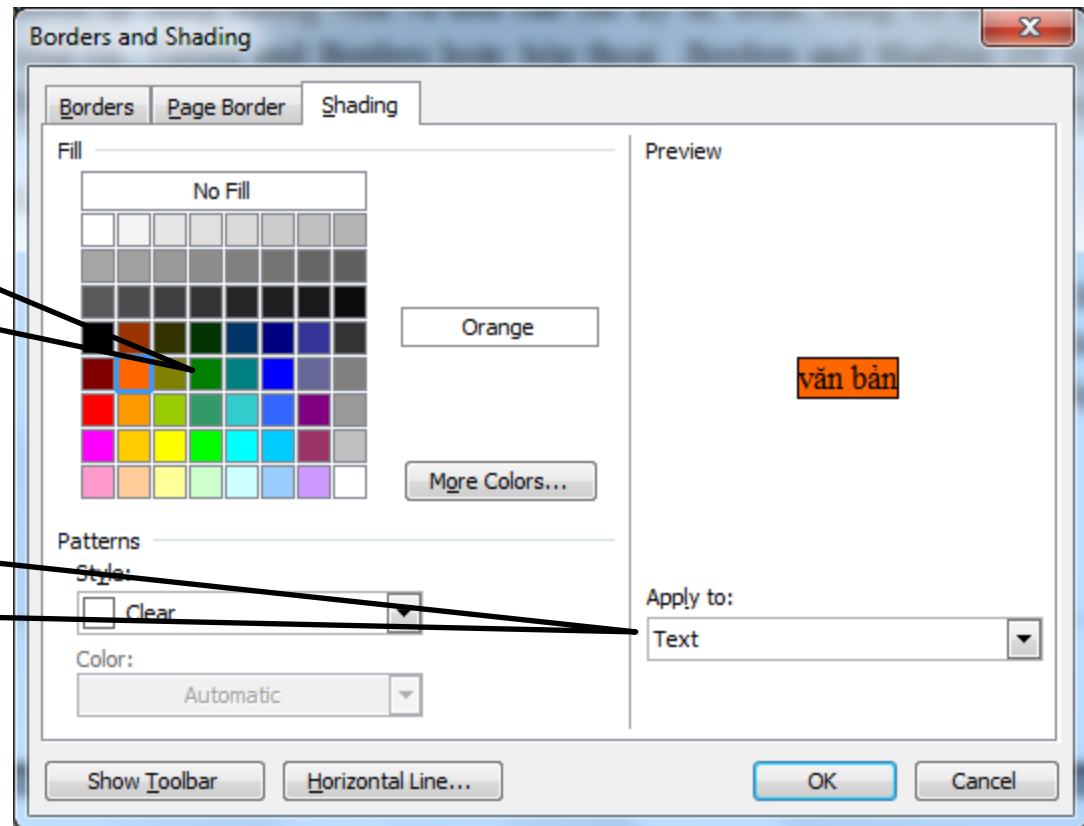 Borders and Shading
Borders
Page Border
Shading
Fill
No Fill
Orange
More Colors...
Patterns
Style:
Clear
Color:
Automatic
Preview
văn bản
Apply to:
Text
Show Toolbar
Horizontal Line...
OK
Cancel